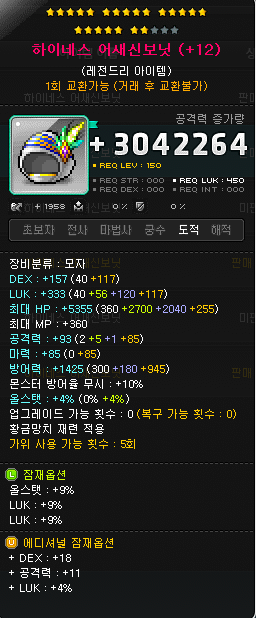 하이네스 어새신보닛 (+12)
(레전드리 아이템)
1회 교환가능 (거래 후 교환불가)
공격력 증가량
+ 3042264
REQ LEV : 150
REQ STR : 000 REQ LUK : 450
REQ DEX : 000 REQ INT : 000
+ 1958 0% 0%
초보자 전사 마법사 궁수 도적 해적
장비분류 : 모자
DEX : +157 (40 +117)
LUK : +333 (40 +56 +120 +117)
최대 HP : +5355 (360 +2700 +2040 +255)
최대 MP : +360
공격력 : +93 (2 +5 +1 +85)
마력 : +85 (0 +85)
방어력 : +1425 (300 +180 +945)
몬스터 방어율 무시 : +10%
올스탯 : +4% (0% +4%)
업그레이드 가능 횟수 : 0 (복구 가능 횟수 : 0)
황금망치 재련 적용
가위 사용 가능 횟수 : 5회
L 잠재옵션
올스탯 : +9%
LUK : +9%
LUK : +9%
U 에디셔널 잠재옵션
+ DEX : +18
+ 공격력 : +11
+ LUK : +4%